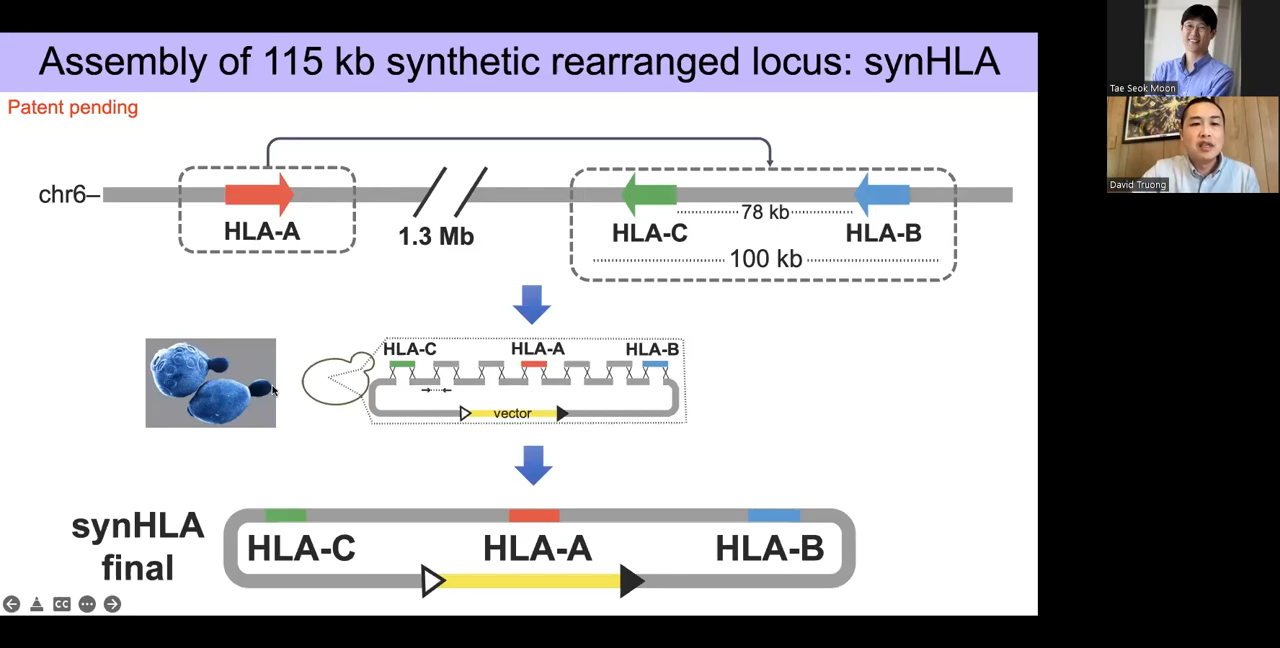 Assembly of 115 kb synthetic rearranged locus: synHLA
Patent pending
chr6–
HLA-A
1.3 Mb
78 kb
HLA-C
HLA-B
100 kb
HLA-C
HLA-A
HLA-B
vector
synHLA
final
HLA-C
HLA-A
HLA-B
CC
Tae Seok Moon
David Truong